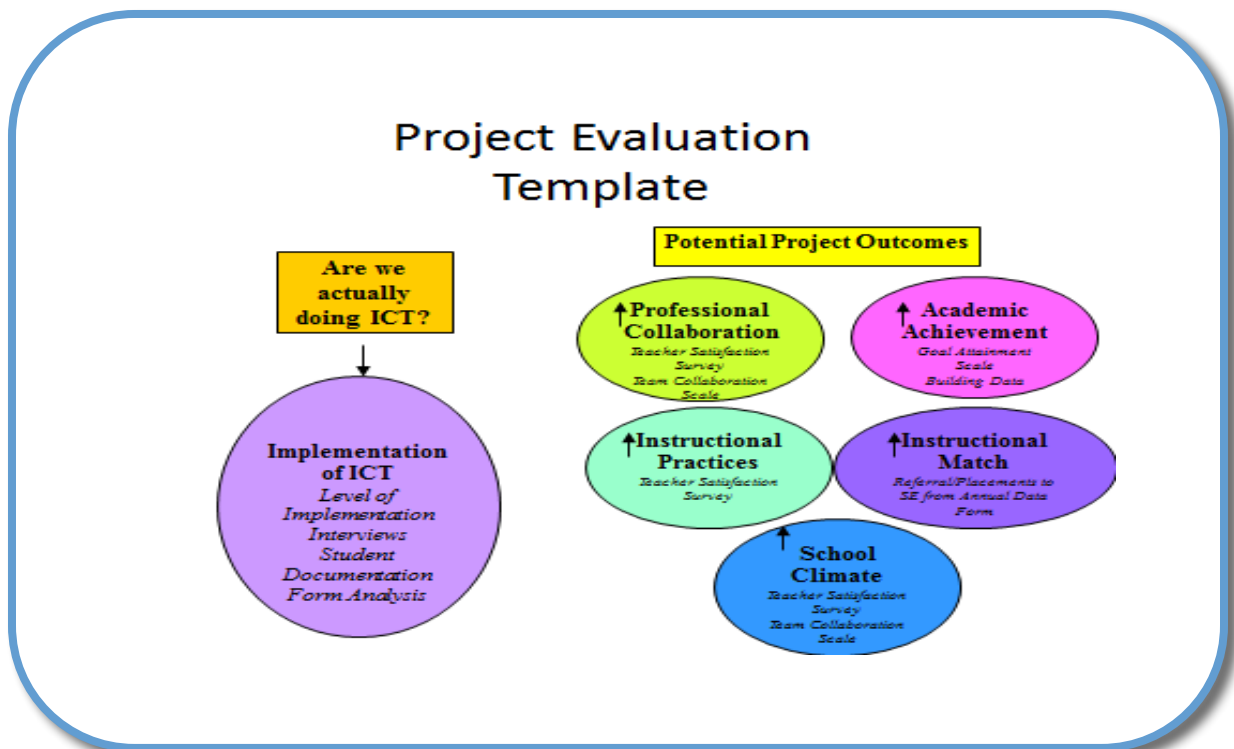 Project Evaluation
Template
Are we
actually
doing ICT?
Implementation
of ICT
Level of
Implementation
Interviews
Student
Documentation
Form Analysis
Potential Project Outcomes
Professional
Collaboration
Teacher Satisfaction
Survey
Team Collaboration
Scale
Academic
Achievement
Goal Attainment
Scale
Building Data
Instructional
Practices
Teacher Satisfaction
Survey
Instructional
Match
Referral/Placements to
SE from Annual Data
Form
School
Climate
Teacher Satisfaction
Survey
Team Collaboration
Scale